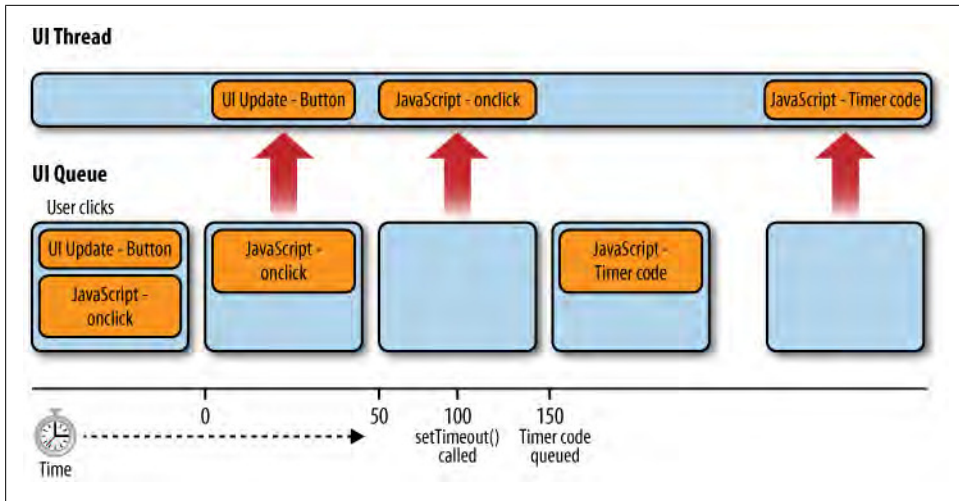 UI Thread
UI Update - Button
JavaScript - onclick
JavaScript - Timer code
UI Queue
User clicks
UI Update - Button
JavaScript -
onclick
JavaScript -
onclick
JavaScript -
Timer code
0
50
100
150
setTimeout()
called
Timer code
queued
Time